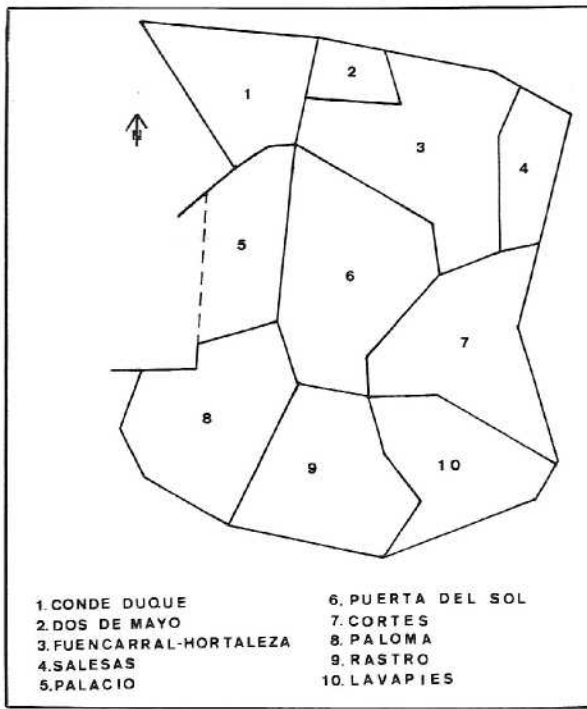 2
1
N
3
4
5
6
7
8
9
10
1. CONDE DUQUE
2. DOS DE MAYO
3. FUENCARRAL-HORTALEZA
4. SALESAS
5. PALACIO
6. PUERTA DEL SOL
7. CORTES
8. PALOMA
9. RASTRO
10. LAVAPIES